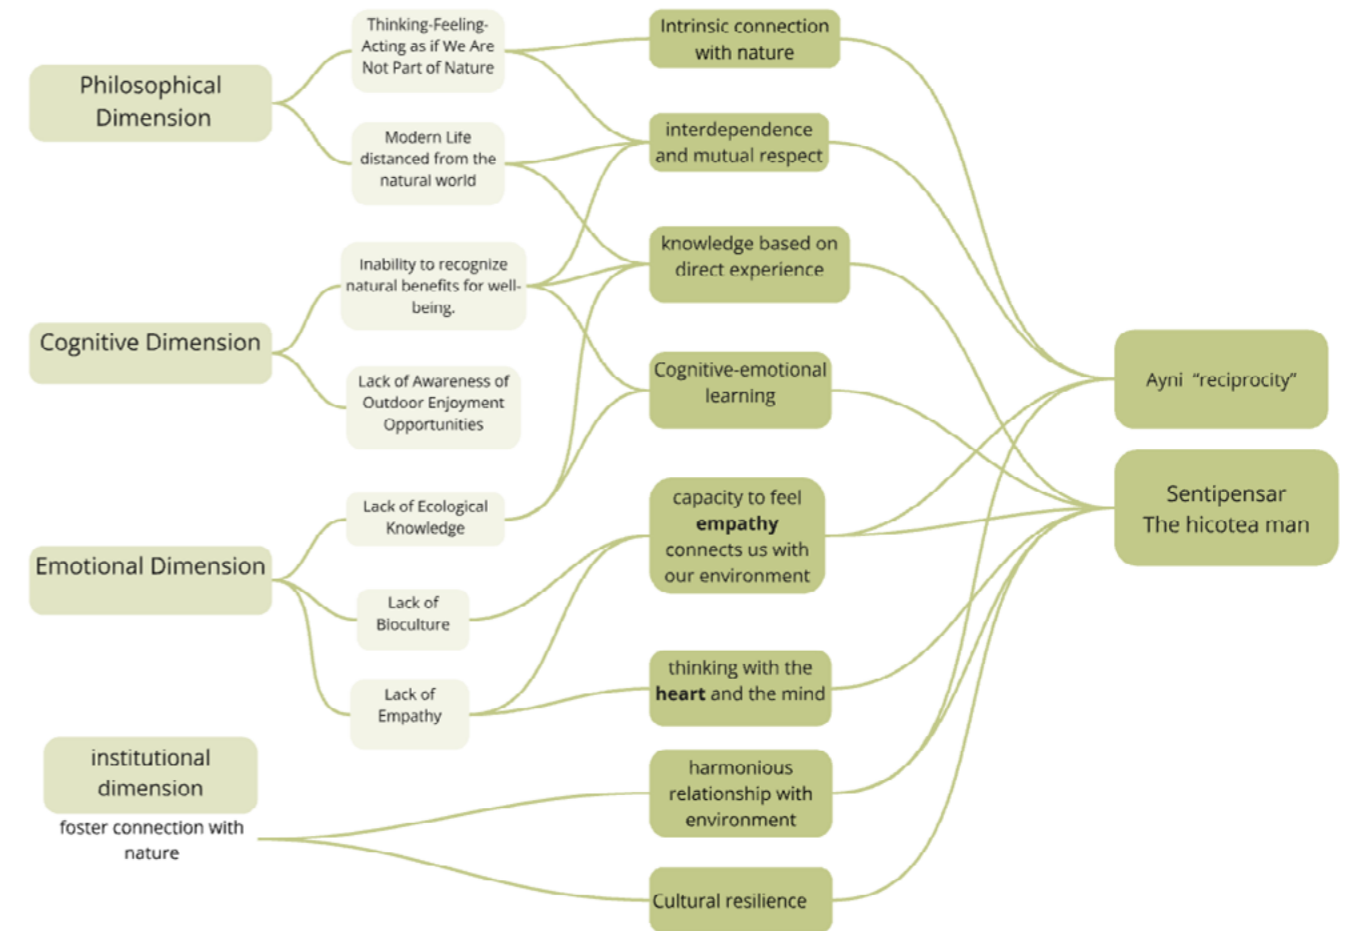 Philosophical
Dimension
Thinking-Feeling-
Acting as if We Are
Not Part of Nature
Modern Life
distanced from the
natural world
Cognitive Dimension
Inability to recognize
natural benefits for well-
being.
Lack of Awareness of
Outdoor Enjoyment
Opportunities
Emotional Dimension
Lack of Ecological
Knowledge
Lack of
Bioculture
Lack of
Empathy
institutional
dimension
foster connection with
nature
Intrinsic connection
with nature
interdependence
and mutual respect
knowledge based on
direct experience
Cognitive-emotional
learning
capacity to feel
empathy
connects us with
our environment
thinking with the
heart and the mind
harmonious
relationship with
environment
Cultural resilience
Ayni “reciprocity”
Sentipensar
The hicotea man